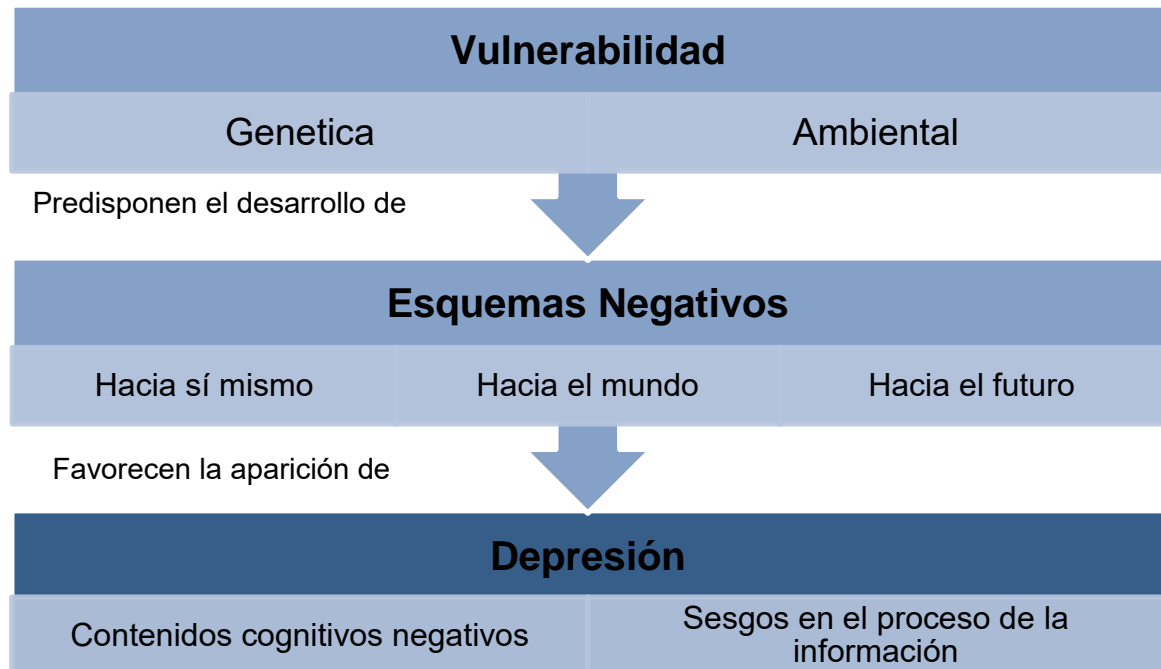 Vulnerabilidad
Genetica
Ambiental
Predisponen el desarrollo de
Esquemas Negativos
Hacia sí mismo
Hacia el mundo
Hacia el futuro
Favorecen la aparición de
Depresión
Contenidos cognitivos negativos
Sesgos en el proceso de la
información